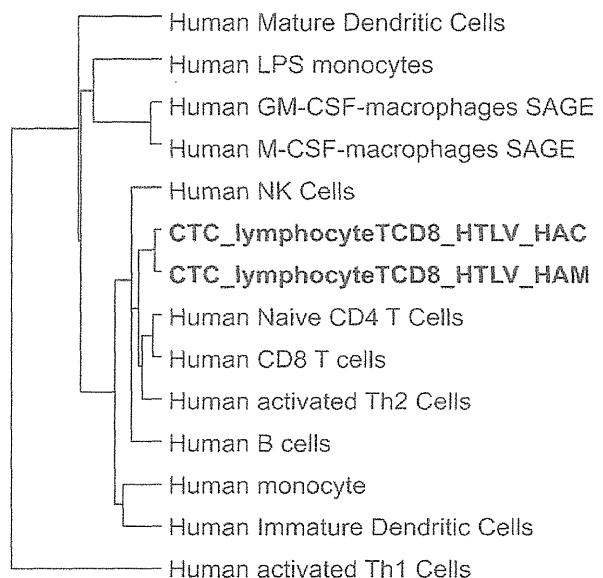 Human Mature Dendritic Cells
Human LPS monocytes
Human GM-CSF-macrophages SAGE
Human M-CSF-macrophages SAGE
Human NK Cells
CTC_lymphocyteTCD8_HTLV_HAC
CTC_lymphocyteTCD8_HTLV_HAM
Human Naive CD4 T Cells
Human CD8 T cells
Human activated Th2 Cells
Human B cells
Human monocyte
Human Immature Dendritic Cells
Human activated Th1 Cells